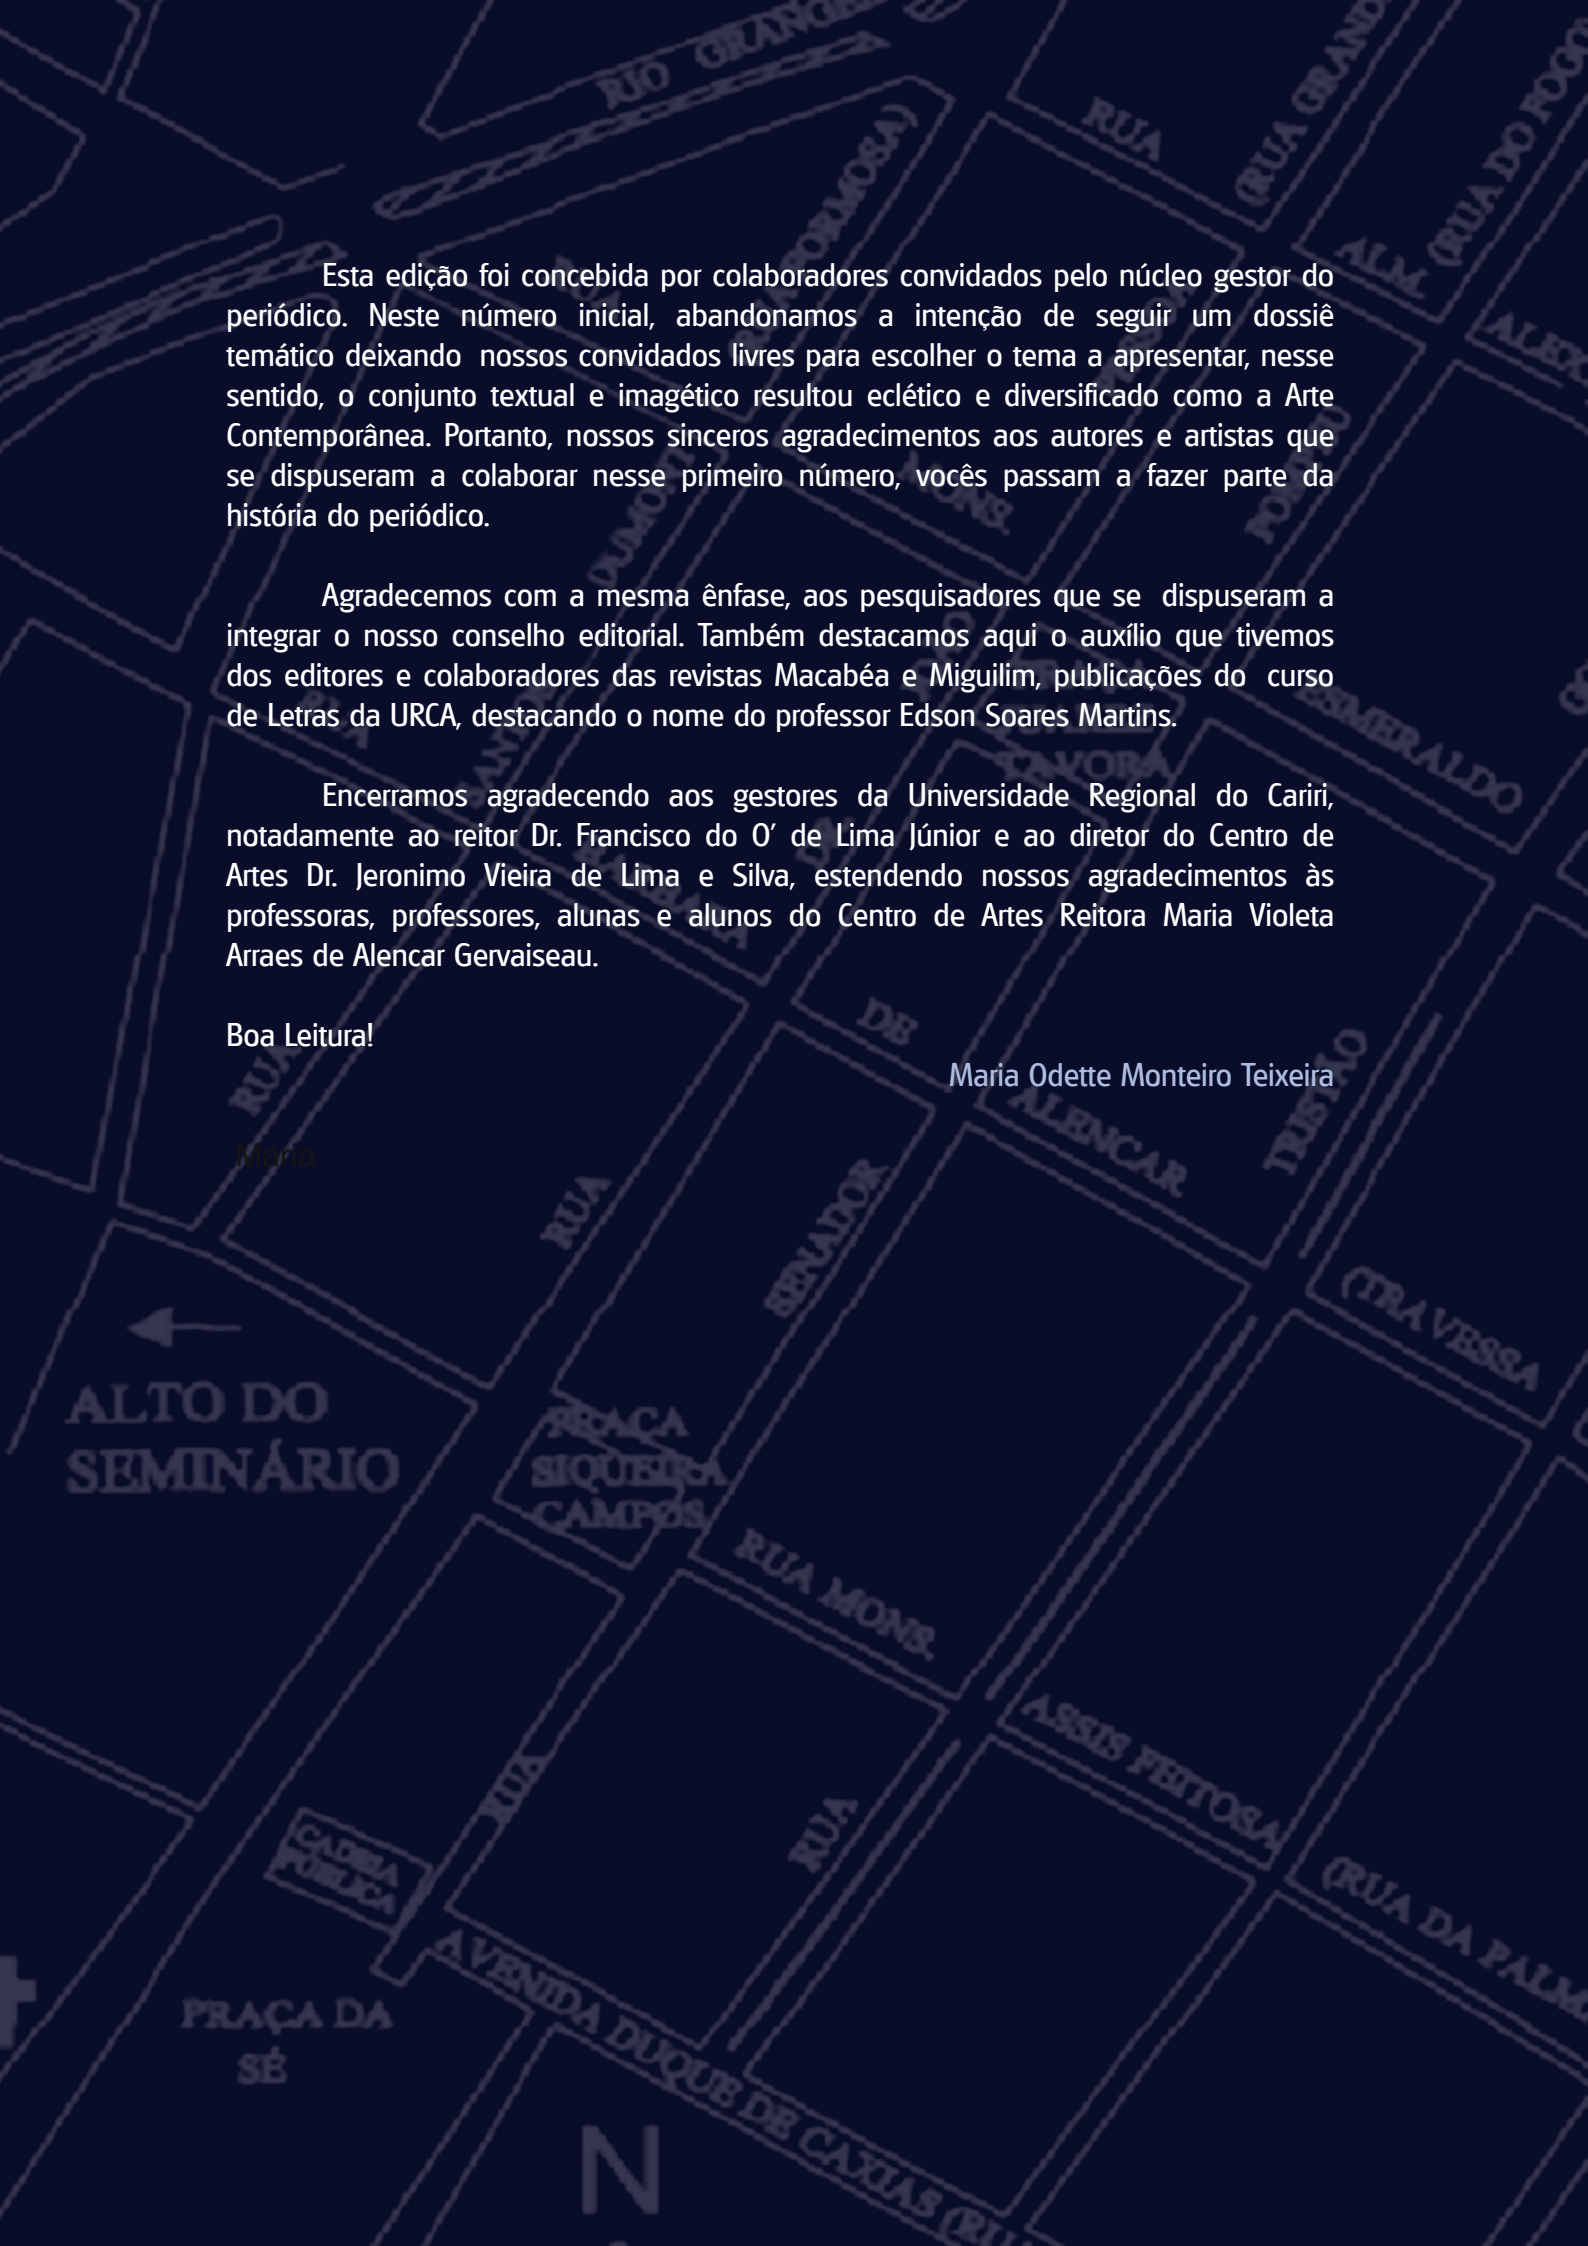 RIO GRANGE
RUA
(RUA GRAND
(RUA DO FOGO
FORMOSA)
ALM.
ALEX
Esta edição foi concebida por colaboradores convidados pelo núcleo gestor do
periódico. Neste número inicial, abandonamos a intenção de seguir um dossiê
temático deixando nossos convidados livres para escolher o tema a apresentar, nesse
sentido, o conjunto textual e imagético resultou eclético e diversificado como a Arte
Contemporânea. Portanto, nossos sinceros agradecimentos aos autores e artistas que
se dispuseram a colaborar nesse primeiro número, vocês passam a fazer parte da
história do periódico.
MONS.
DUMONT
Agradecemos com a mesma ênfase, aos pesquisadores que se dispuseram a
integrar o nosso conselho editorial. Também destacamos aqui o auxílio que tivemos
dos editores e colaboradores das revistas Macabéa e Miguilim, publicações do curso
de Letras da URCA, destacando o nome do professor Edson Soares Martins.
RUA
ESMERALDO
TÁVORA
Encerramos agradecendo aos gestores da Universidade Regional do Cariri,
notadamente ao reitor Dr. Francisco do O’ de Lima Júnior e ao diretor do Centro de
Artes Dr. Jeronimo Vieira de Lima e Silva, estendendo nossos agradecimentos às
professoras, professores, alunas e alunos do Centro de Artes Reitora Maria Violeta
Arraes de Alencar Gervaiseau.
BÁRBARA
DE
Boa Leitura!
Maria Odette Monteiro Teixeira
RUA
ALENCAR
TRISTÃO
Maria
RUA
SENADOR
(TRAVESSA
ALTO DO
SEMINÁRIO
PRAÇA
SIQUEIRA
CAMPOS
RUA MONS.
ASSIS FEITOSA
RUA
RUA
CADEIA
PÚBLICA
(RUA DA PALMA
AVENIDA DUQUE DE CAXIAS (RU
PRAÇA DA
SÉ
N